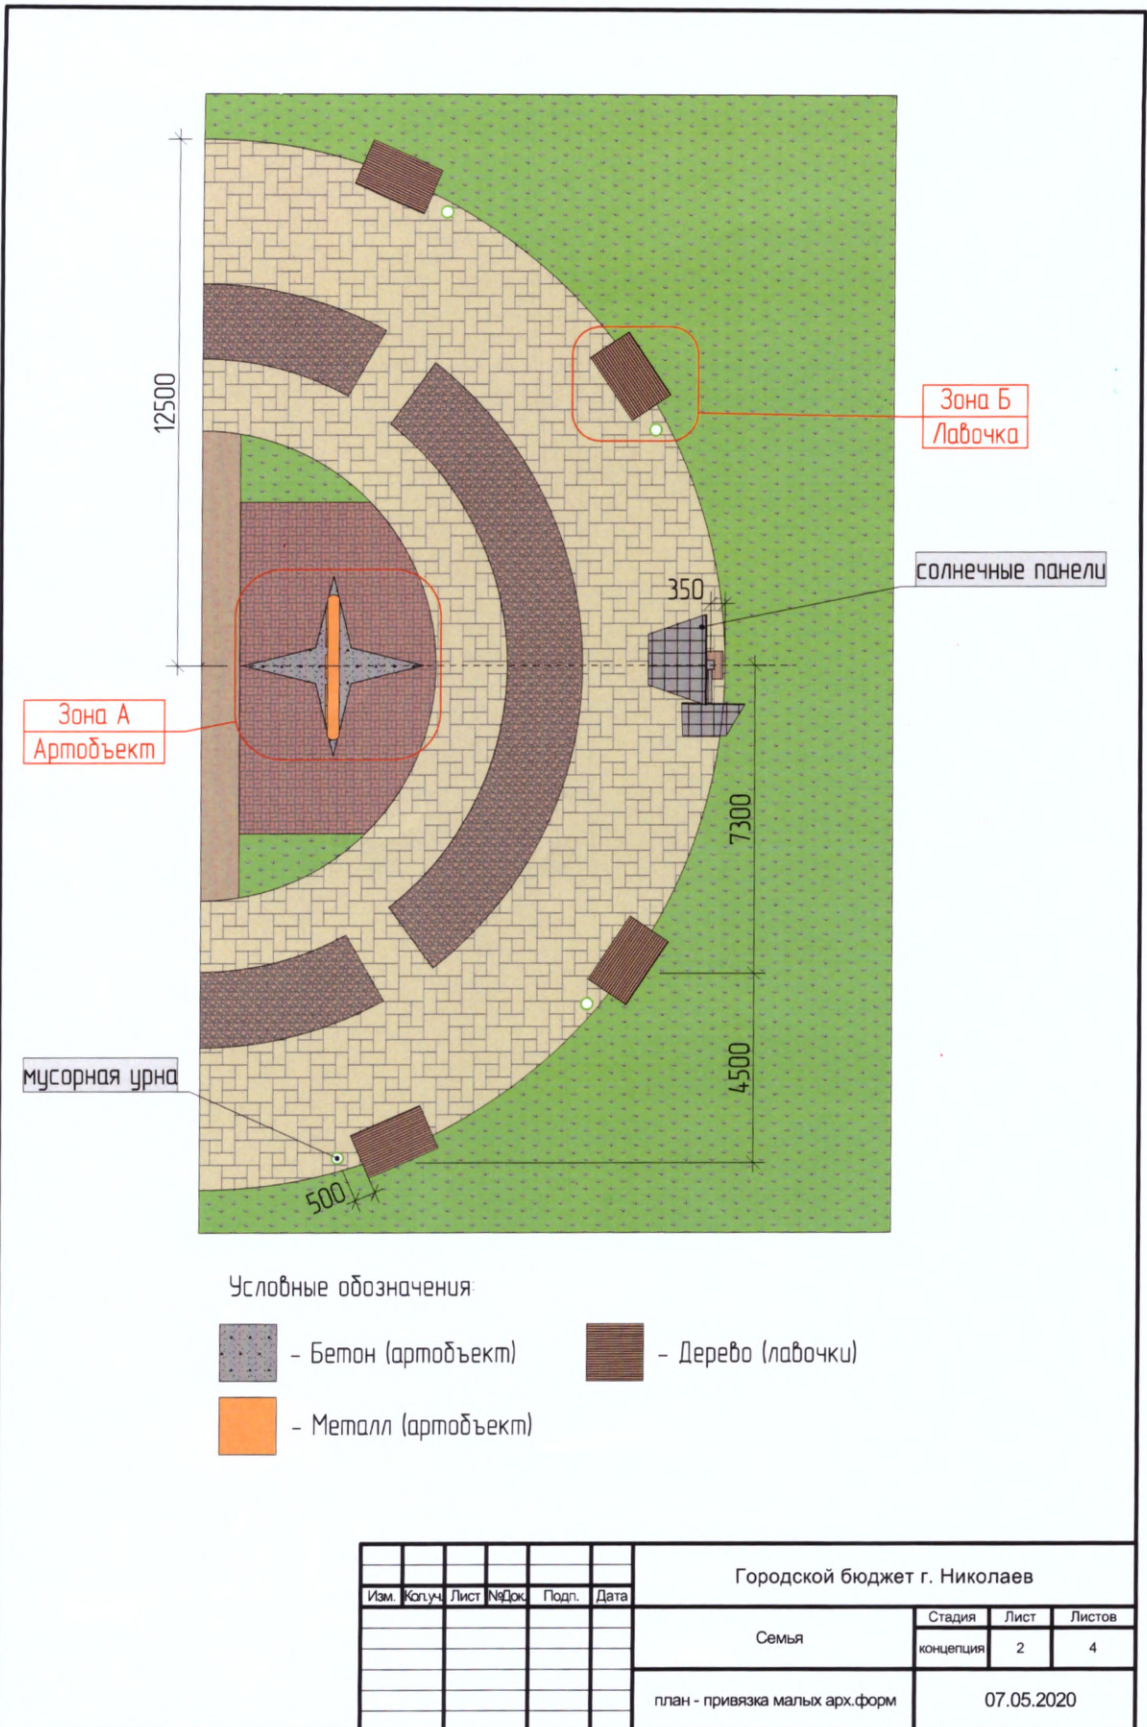 12500
Зона Б
Лавочка
солнечные панели
350
Зона А
Артобъект
7300
мусорная урна
4500
500
Условные обозначения:
- Бетон (артобъект)
- Дерево (лавочки)
- Металл (артобъект)
Изм. Кол.уч. Лист №Док. Подп. Дата
Городской бюджет г. Николаев
Семья
Стадия Лист Листов
концепция 2 4
план - привязка малых арх.форм
07.05.2020